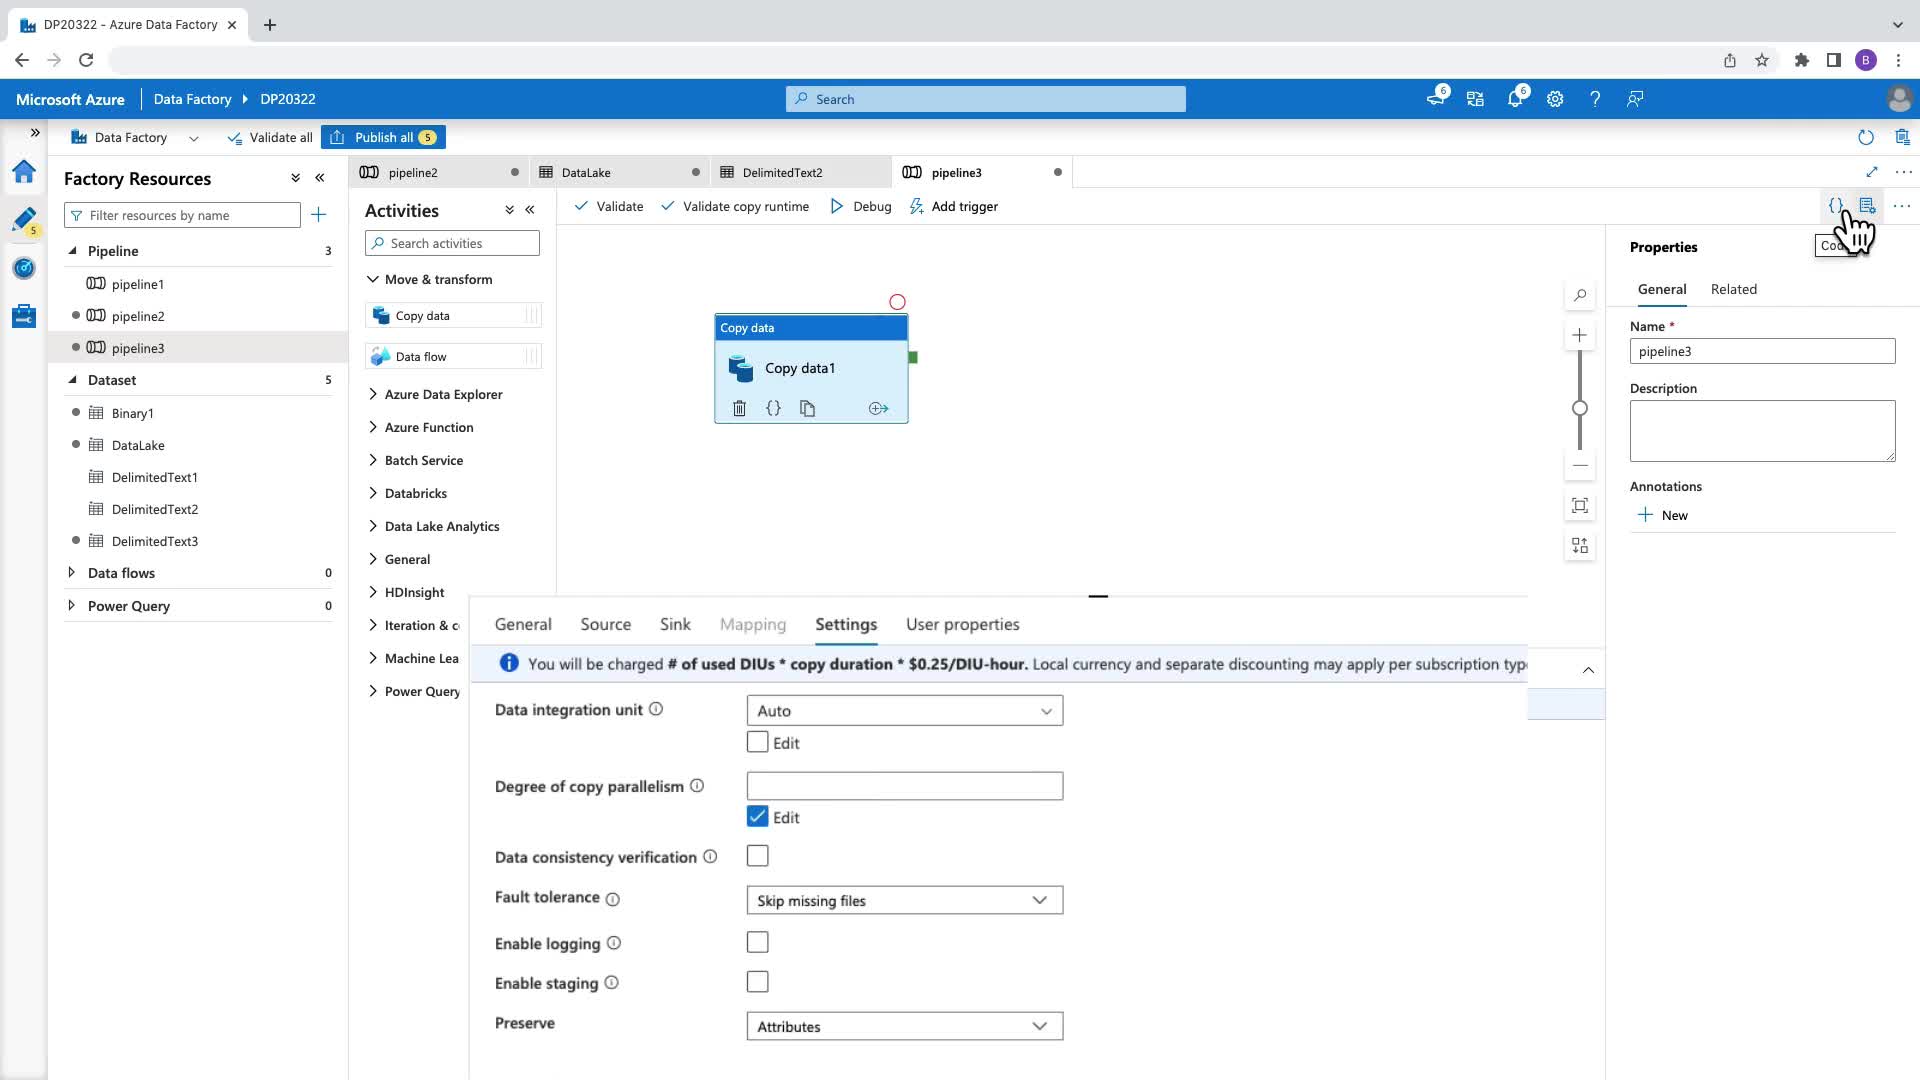 DP20322 - Azure Data Factory
B
Microsoft Azure
Data Factory
DP20322
Search
6
6
Data Factory
Validate all
Publish all 5
Factory Resources
Filter resources by name
5
Pipeline 3
pipeline1
pipeline2
pipeline3
Dataset 5
Binary1
DataLake
DelimitedText1
DelimitedText2
DelimitedText3
Data flows 0
Power Query 0
pipeline2
DataLake
DelimitedText2
pipeline3
Activities
Search activities
Move & transform
Copy data
Data flow
Azure Data Explorer
Azure Function
Batch Service
Databricks
Data Lake Analytics
General
HDInsight
Iteration & c
Machine Lea
Power Query
Validate
Validate copy runtime
Debug
Add trigger
Copy data
Copy data1
General
Source
Sink
Mapping
Settings
User properties
You will be charged # of used DIUs * copy duration * $0.25/DIU-hour. Local currency and separate discounting may apply per subscription type
Data integration unit
Auto
Edit
Degree of copy parallelism
Edit
Data consistency verification
Fault tolerance
Skip missing files
Enable logging
Enable staging
Preserve
Attributes
Properties
General
Related
Name *
pipeline3
Description
Annotations
New